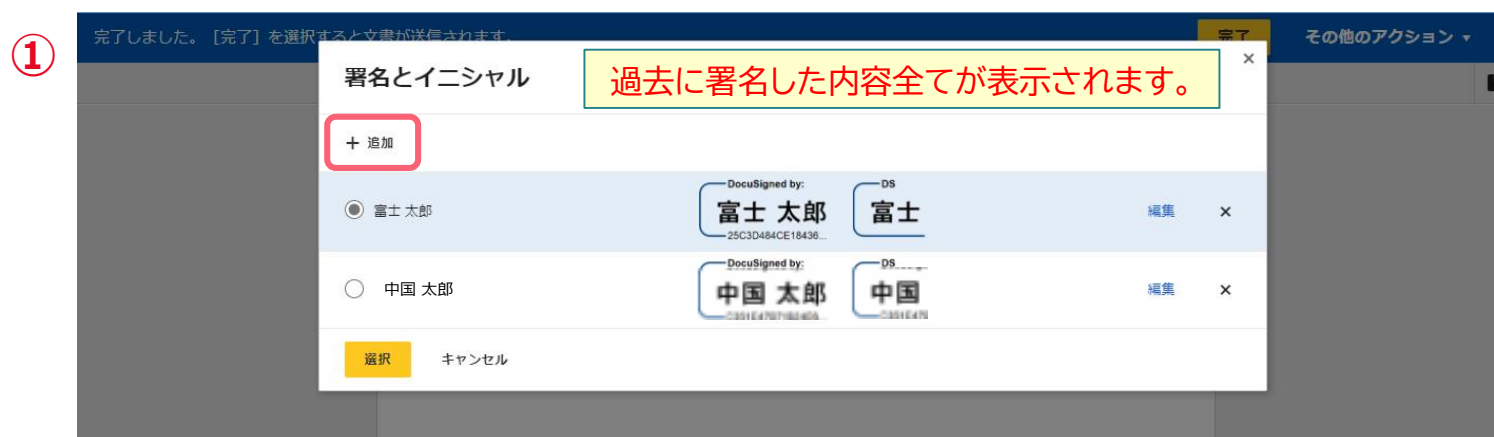 ①
完了しました。 [完了] を選択すると文書が送信されます。
完了
その他のアクション ▼
署名とイニシャル
過去に署名した内容全てが表示されます。
×
+ 追加
富士 太郎
DocuSigned by:
富士 太郎
25C3D484CE18436...
DS
富士
編集
×
中国 太郎
DocuSigned by:
中国 太郎
DS
中国
編集
×
選択
キャンセル